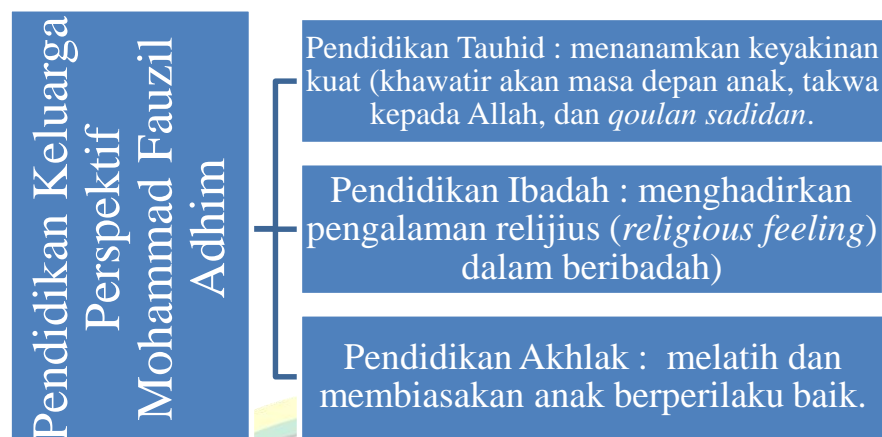 Pendidikan Keluarga
Perspektif
Mohammad Fauzil
Adhim
Pendidikan Tauhid : menanamkan keyakinan
kuat (khawatir akan masa depan anak, takwa
kepada Allah, dan qoulan sadidan.
Pendidikan Ibadah : menghadirkan
pengalaman relijius (religious feeling)
dalam beribadah)
Pendidikan Akhlak :  melatih dan
membiasakan anak berperilaku baik.